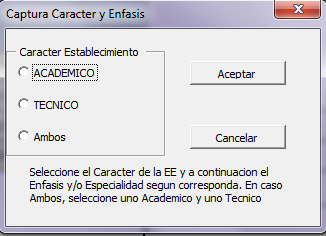 Captura Caracter y Enfasis
Caracter Establecimiento
ACADEMICO
Aceptar
TECNICO
Ambos
Cancelar
Seleccione el Caracter de la EE y a continuacion el
Enfasis y/o Especialidad segun corresponda. En caso
Ambos, seleccione uno Academico y uno Tecnico